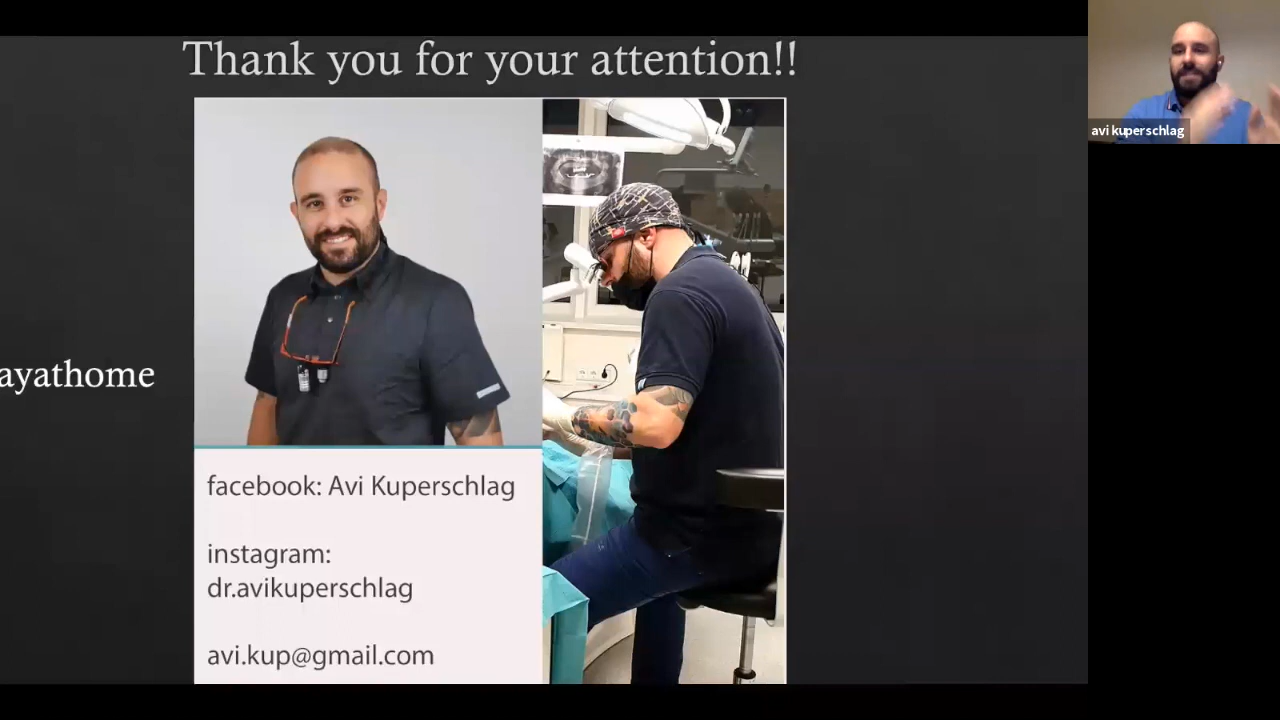 Thank you for your attention!!
avi kuperschlag
ayathome
facebook: Avi Kuperschlag
instagram:
dr.avikuperschlag
avi.kup@gmail.com